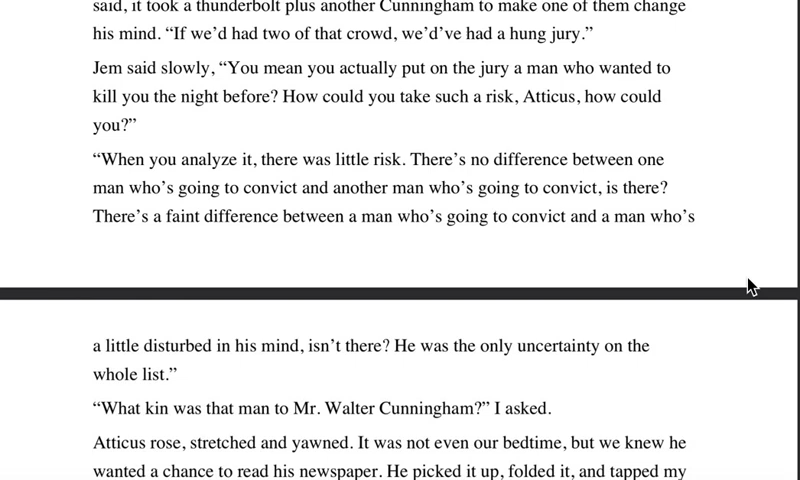 said, it took a thunderbolt plus another Cunningham to make one of them change
his mind. “If we’d had two of that crowd, we’d’ve had a hung jury.”
Jem said slowly, “You mean you actually put on the jury a man who wanted to
kill you the night before? How could you take such a risk, Atticus, how could
you?”
“When you analyze it, there was little risk. There’s no difference between one
man who’s going to convict and another man who’s going to convict, is there?
There’s a faint difference between a man who’s going to convict and a man who’s
a little disturbed in his mind, isn’t there? He was the only uncertainty on the
whole list.”
“What kin was that man to Mr. Walter Cunningham?” I asked.
Atticus rose, stretched and yawned. It was not even our bedtime, but we knew he
wanted a chance to read his newspaper. He picked it up, folded it, and tapped my